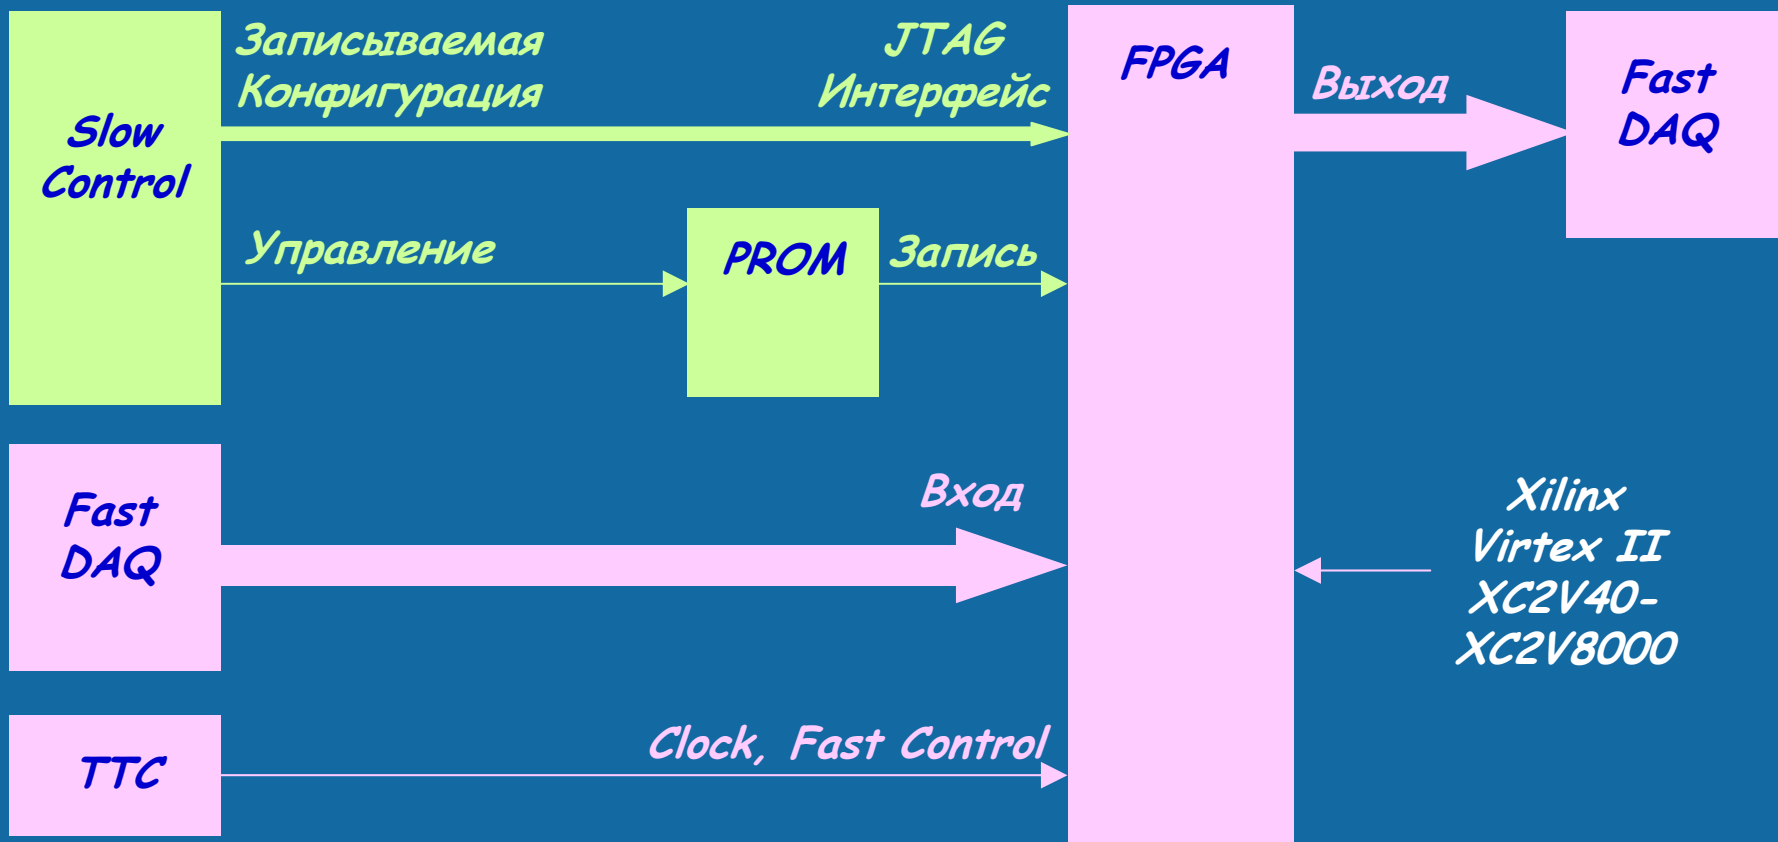 Slow
Control
Записываемая
Конфигурация
JTAG
Интерфейс
FPGA
Выход
Fast
DAQ
Управление
PROM
Запись
Fast
DAQ
Вход
Xilinx
Virtex II
XC2V40-
XC2V8000
TTC
Clock, Fast Control